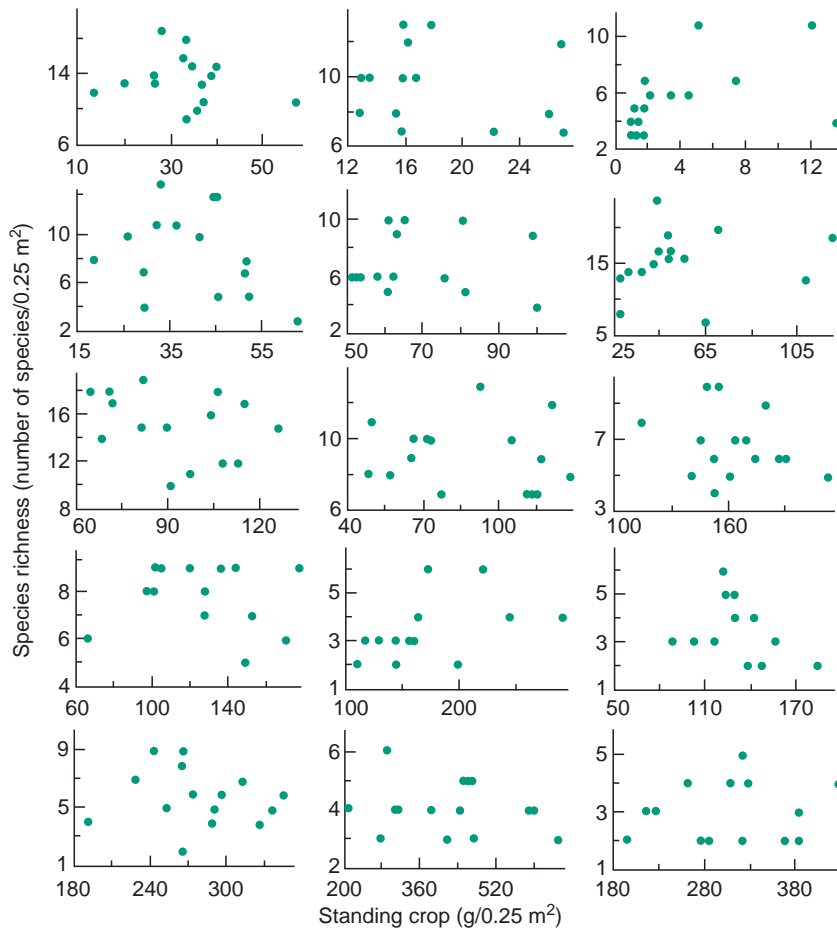 Species richness (number of species/0.25 m²)
14
6
10 30 50
10
6
12 16 20 24
10
6
2
0 4 8 12
10
6
2
15 35 55
10
6
2
50 70 90
15
5
25 65 105
16
12
8
60 90 120
10
6
40 70 100
7
3
100 160
8
6
4
60 100 140
5
3
1
100 200
5
3
1
50 110 170
9
5
1
180 240 300
6
4
2
200 360 520
5
3
1
180 280 380
Standing crop (g/0.25 m²)